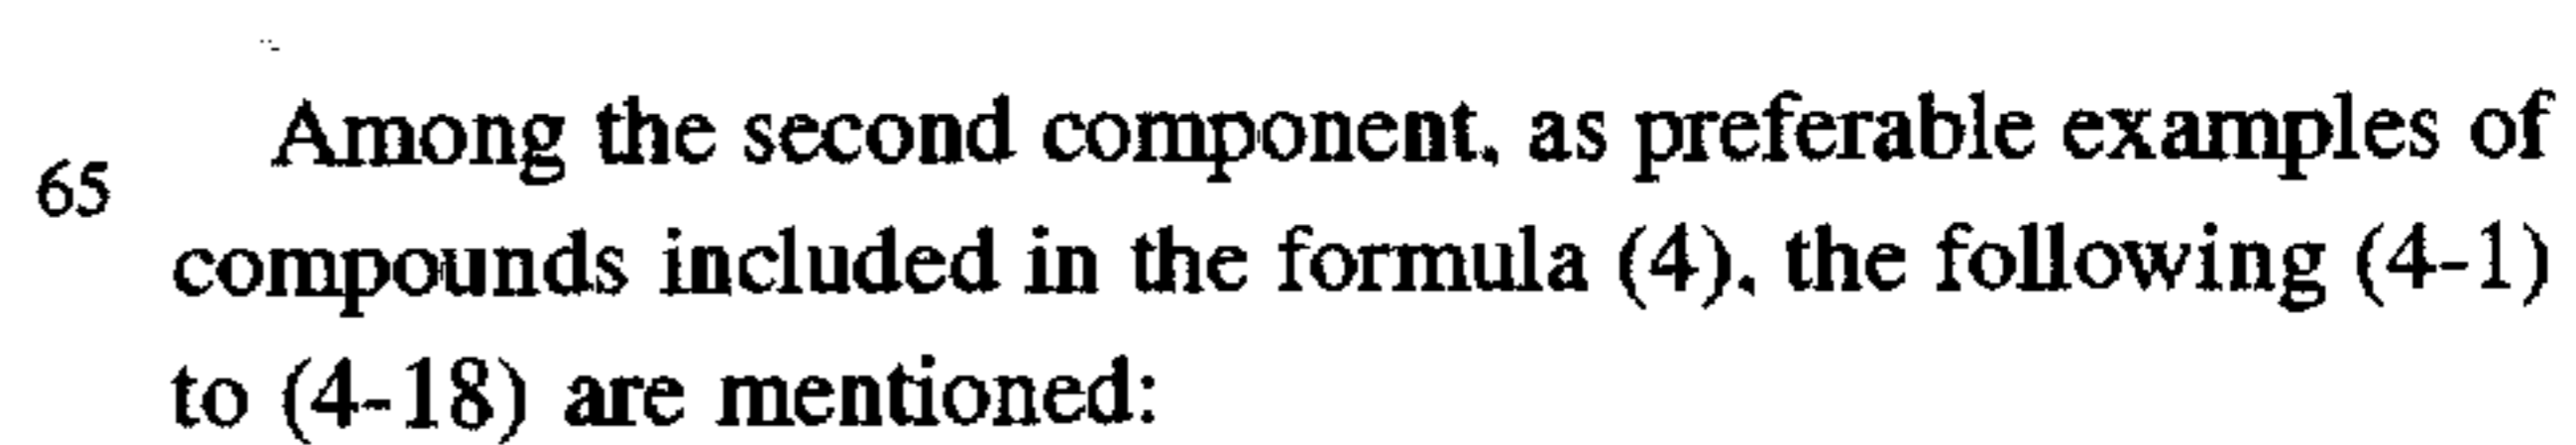 Among the second component, as preferable examples of
65
compounds included in the formula (4), the following (4-1)
to (4-18) are mentioned: